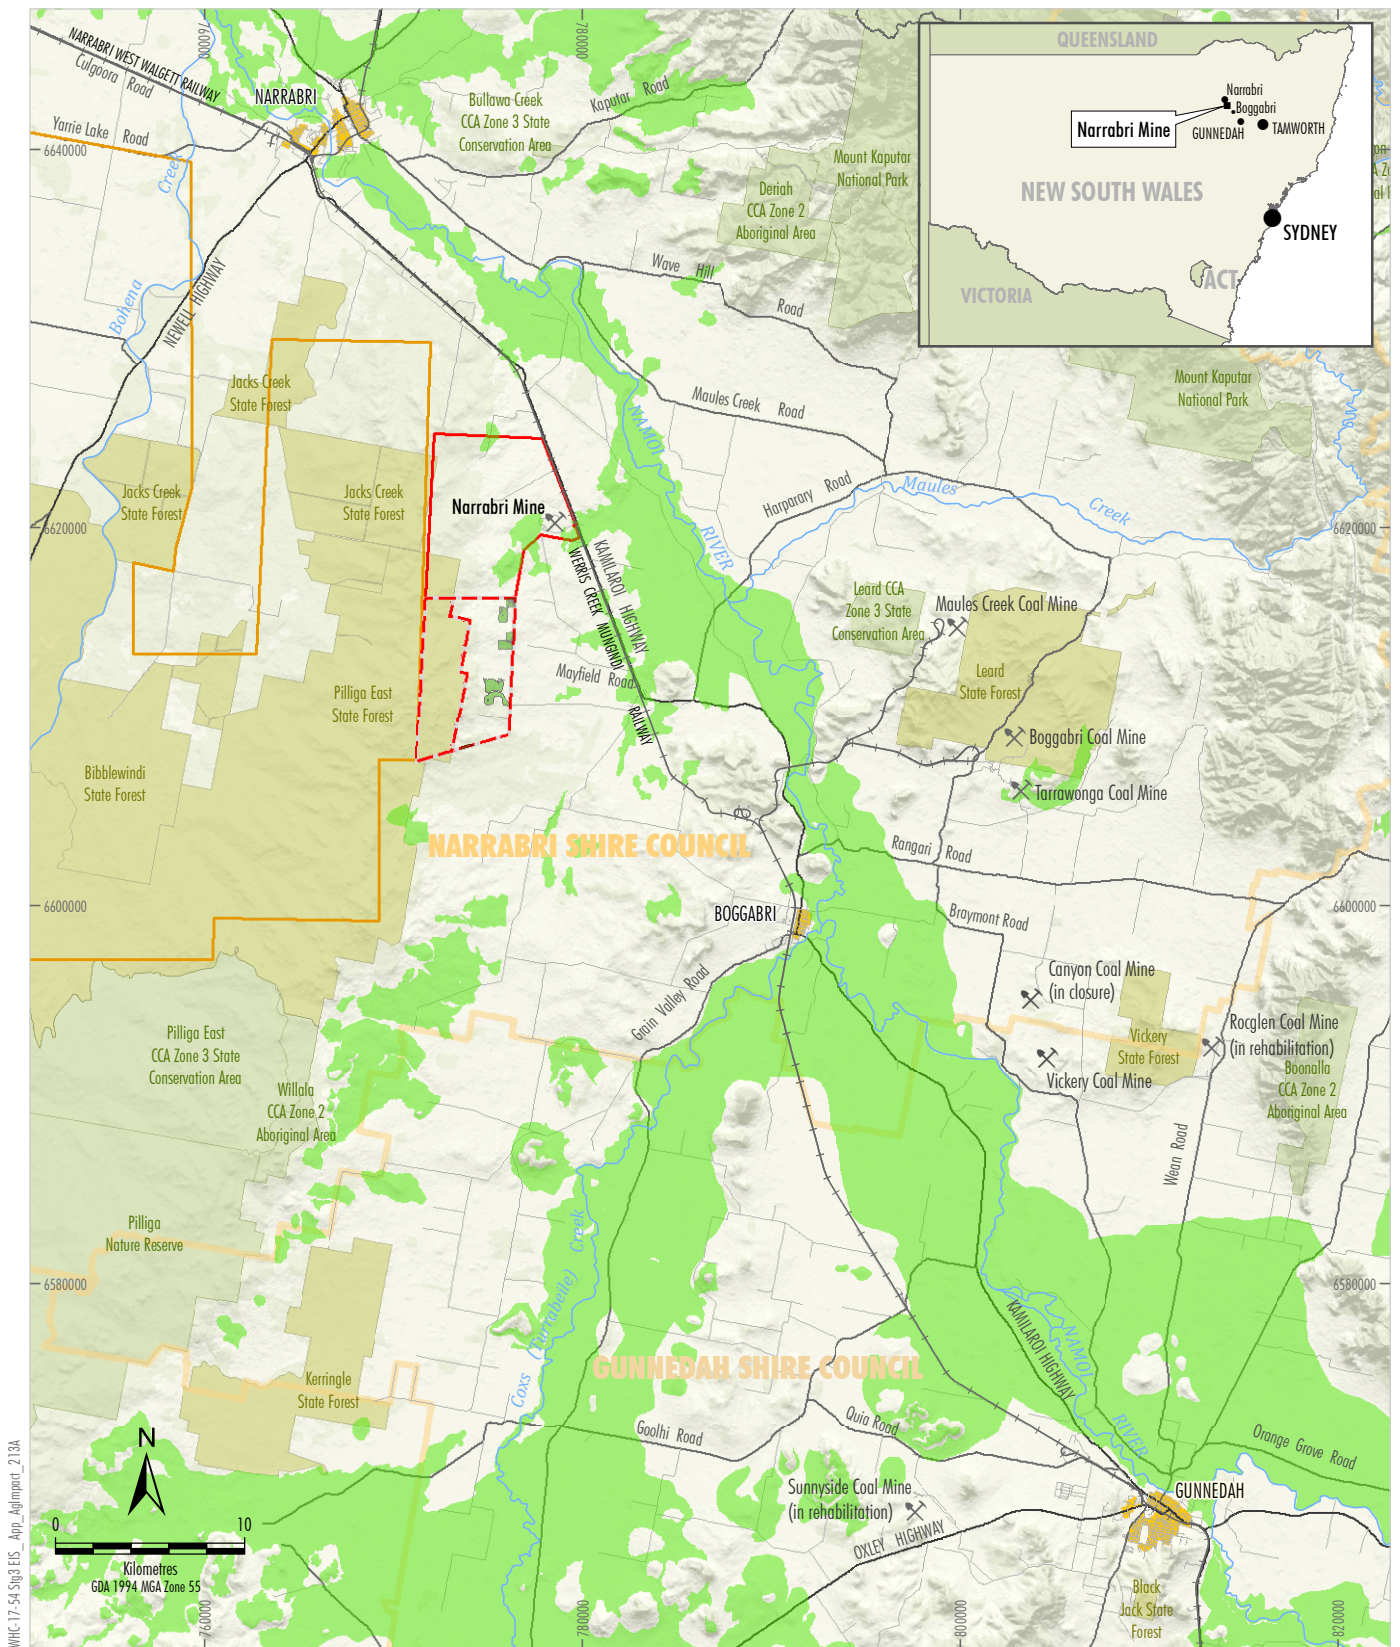 760000
780000
NARRABRI WEST WALGETT RAILWAY
Culgoora Road
NARRABRI
Yarrie Lake Road
6640000
Creek
Bohena
NEWELL HIGHWAY
Bullawa Creek
CCA Zone 3 State
Conservation Area
Kaputar Road
Mount Kaputar
National Park
Deriah
CCA Zone 2
Aboriginal Area
Wave Hill
Road
QUEENSLAND
Narrabri
Boggabri
Narrabri Mine
GUNNEDAH
TAMWORTH
NEW SOUTH WALES
SYDNEY
ACT
VICTORIA
Mount Kaputar
National Park
Jacks Creek
State Forest
Maules Creek Road
NAMOI
RIVER
Jacks Creek
State Forest
Jacks Creek
State Forest
Narrabri Mine
Harparary Road
Maules
Creek
6620000
6620000
KAMILAROI HIGHWAY
WERRIS CREEK MUNGINDI
RAILWAY
Mayfield Road
Leard CCA
Zone 3 State
Conservation Area
Maules Creek Coal Mine
Leard
State Forest
Pilliga East
State Forest
Boggabri Coal Mine
Tarrawonga Coal Mine
Bibblewindi
State Forest
NARRABRI SHIRE COUNCIL
Rangari Road
6600000
6600000
BOGGABRI
Braymont Road
Grain Valley Road
Canyon Coal Mine
(in closure)
Pilliga East
CCA Zone 3 State
Conservation Area
Vickery
State Forest
Rocglen Coal Mine
(in rehabilitation)
Vickery Coal Mine
Boonalla
CCA Zone 2
Aboriginal Area
Willala
CCA Zone 2
Aboriginal Area
Wean Road
Pilliga
Nature Reserve
6580000
6580000
Coxs (Turrabeile) Creek
KAMILAROI HIGHWAY
NAMOI
RIVER
GUNNEDAH SHIRE COUNCIL
Kerringle
State Forest
Goolhi Road
Quia Road
Orange Grove Road
Sunnyside Coal Mine
(in rehabilitation)
GUNNEDAH
OXLEY HIGHWAY
Black
Jack State
Forest
N
0 10
Kilometres
GDA 1994 MGA Zone 55
760000
780000
800000
820000
WHC-17-54 Stg3 EIS_ App_AgImpact_213A